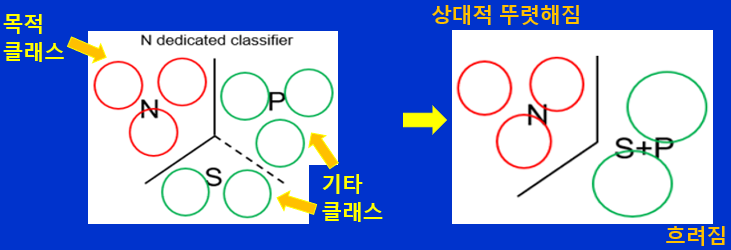 목적
클래스
N dedicated classifier
N
P
S
기타
클래스
상대적 뚜렷해짐
N
S+P
흐려짐